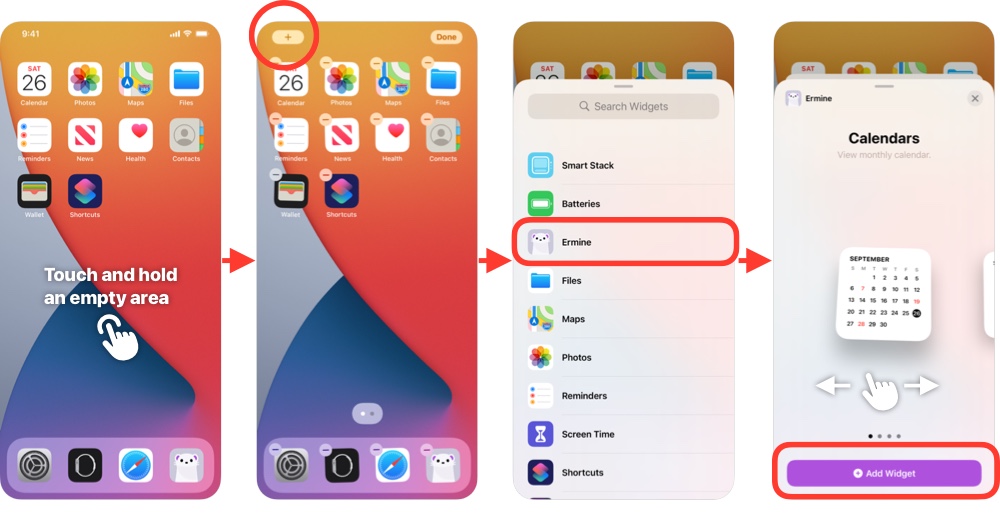 9:41
SAT
26
Calendar
Photos
Maps
Files
Reminders
News
Health
Contacts
Wallet
Shortcuts
Touch and hold
an empty area
+
Done
SAT
26
Calendar
Photos
Maps
Files
Reminders
News
Health
Contacts
Wallet
Shortcuts
SAT
Search Widgets
Smart Stack
Batteries
Ermine
Files
Maps
Photos
Reminders
Screen Time
Shortcuts
SAT
Ermine
Calendars
View monthly calendar.
SEPTEMBER
S M T W T F S
1 2 3 4 5
6 7 8 9 10 11 12
13 14 15 16 17 18 19
20 21 22 23 24 25 26
27 28 29 30
Add Widget